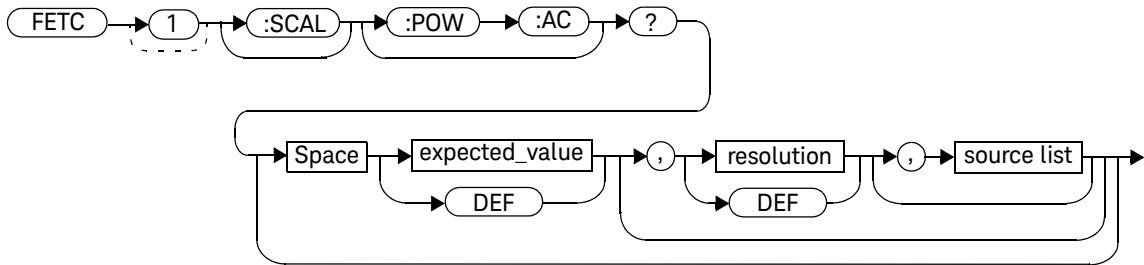 FETC 1 :SCAL :POW :AC ?
Space expected_value , resolution , source list
DEF DEF